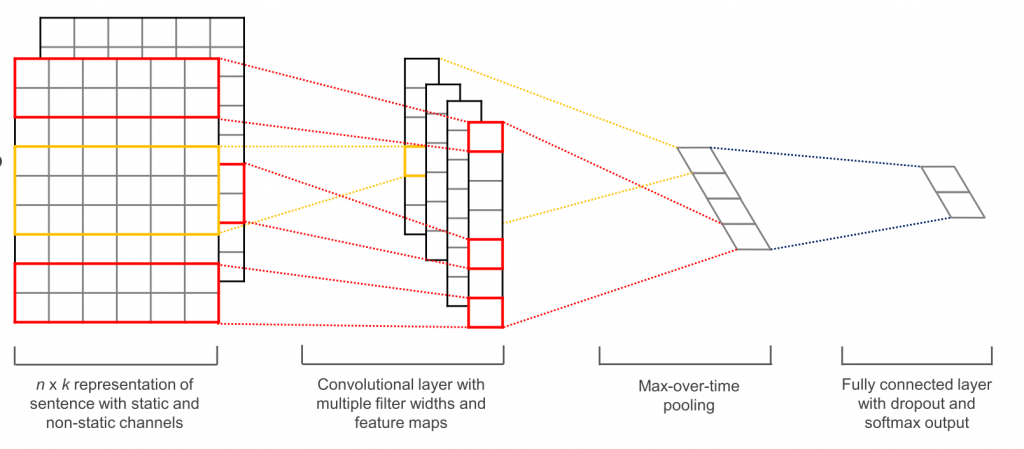 n x k representation of
sentence with static and
non-static channels
Convolutional layer with
multiple filter widths and
feature maps
Max-over-time
pooling
Fully connected layer
with dropout and
softmax output